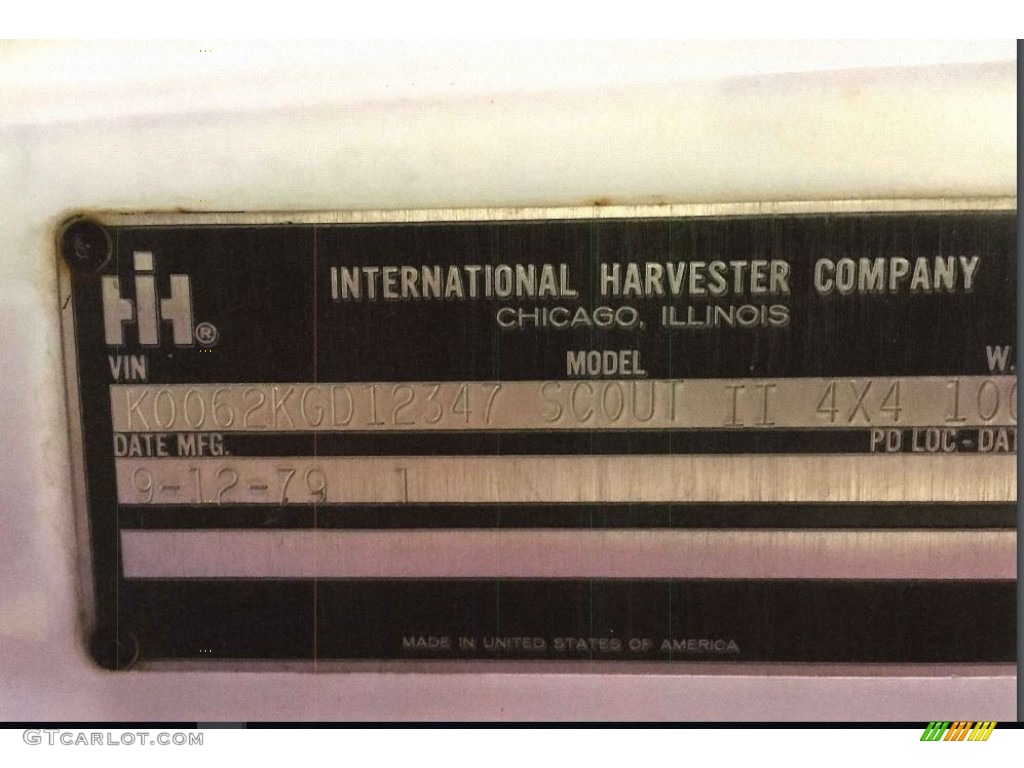 IH ®
INTERNATIONAL HARVESTER COMPANY
CHICAGO, ILLINOIS
VIN MODEL W.
K0062KGD12347 SCOUT II 4X4 100
DATE MFG. PD LOC-DAT
9-12-79 1
MADE IN UNITED STATES OF AMERICA
GTCARLOT.COM